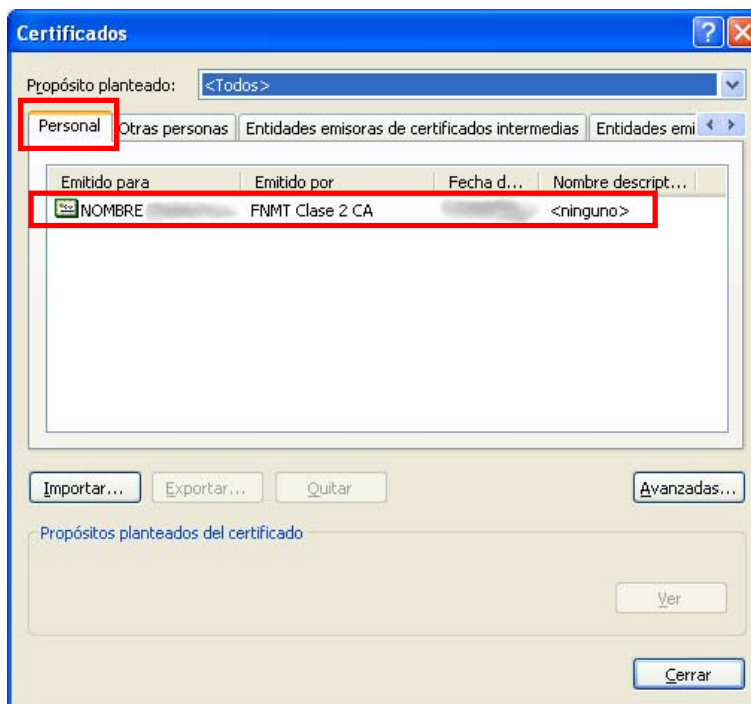 Certificados
Propósito planteado: <Todos>
Personal Otras personas Entidades emisoras de certificados intermedias Entidades emi
Emitido para Emitido por Fecha d... Nombre descript...
NOMBRE FNMT Clase 2 CA <ninguno>
Importar... Exportar... Quitar Avanzadas...
Propósitos planteados del certificado
Ver
Cerrar